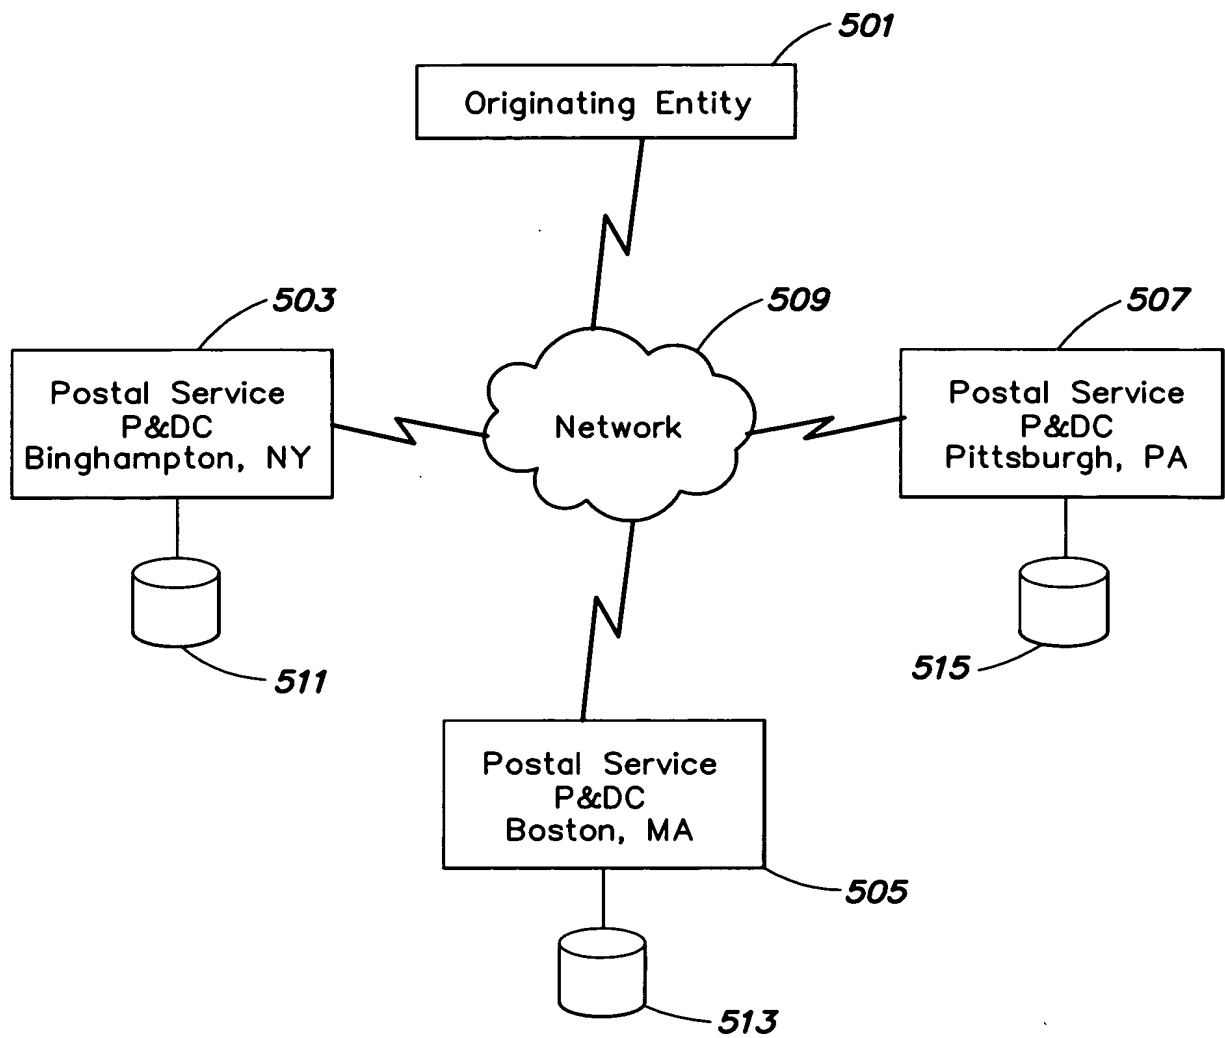 501
Originating Entity
503
509
507
Postal Service
P&DC
Binghampton, NY
Network
Postal Service
P&DC
Pittsburgh, PA
511
515
Postal Service
P&DC
Boston, MA
505
513